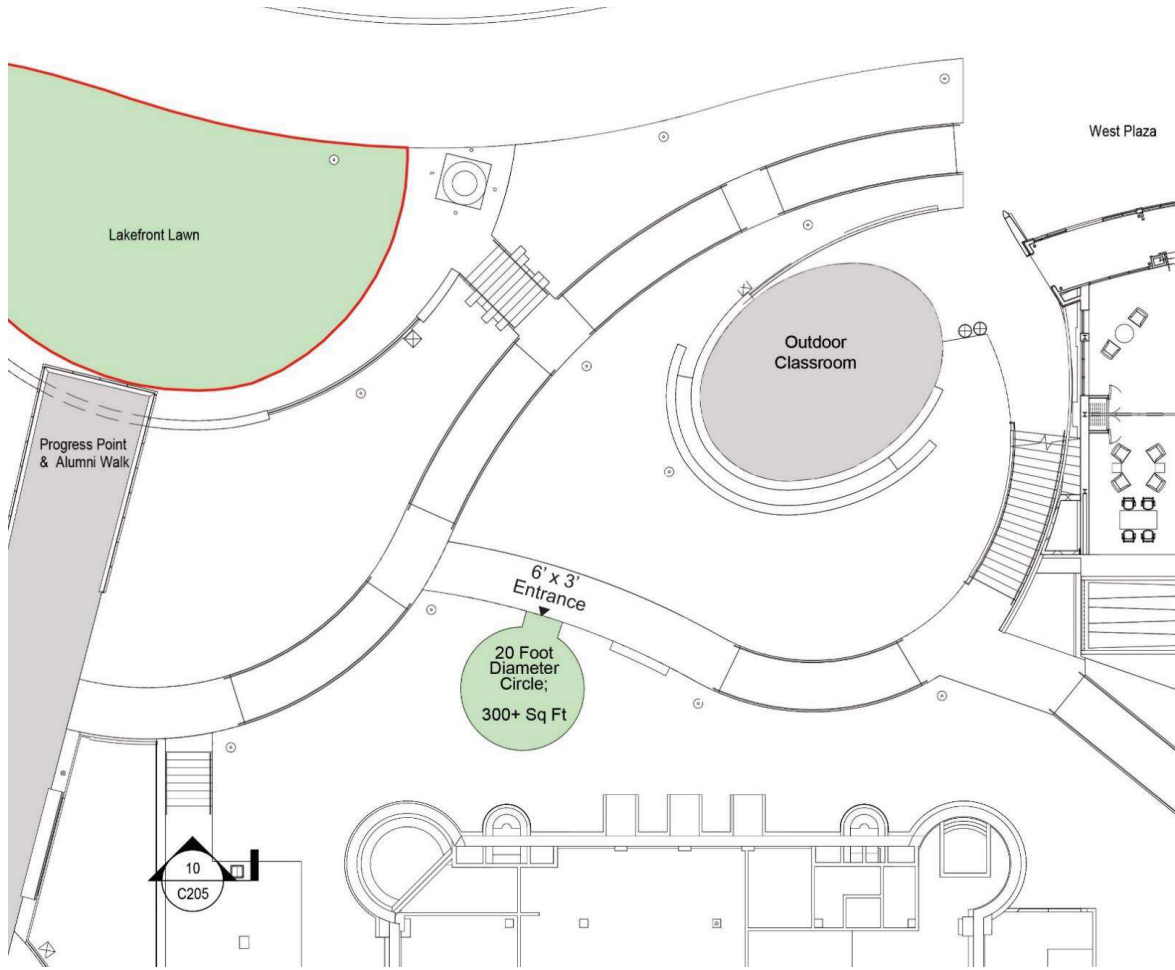 West Plaza
Lakefront Lawn
Outdoor
Classroom
Progress Point
& Alumni Walk
6' x 3'
Entrance
20 Foot
Diameter
Circle;
300+ Sq Ft
10
C205